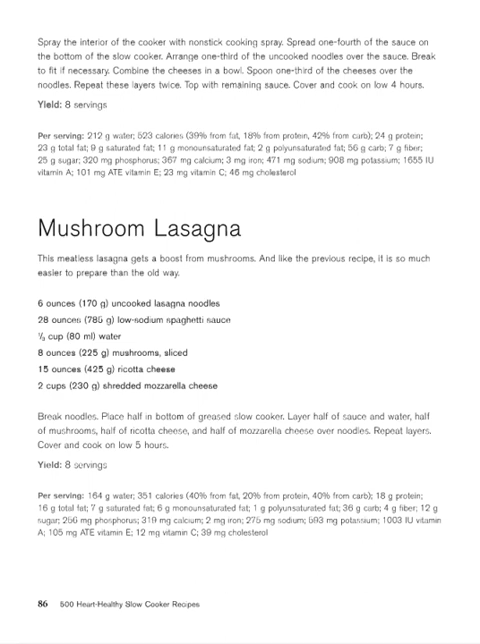 Spray the interior of the cooker with nonstick cooking spray. Spread one-fourth of the sauce on
the bottom of the slow cooker. Arrange one-third of the uncooked noodles over the sauce. Break
to fit if necessary. Combine the cheeses in a bowl. Spoon one-third of the cheeses over the
noodles. Repeat these layers twice. Top with remaining sauce. Cover and cook on low 4 hours.
Yield: 8 servings
Per serving: 212 g water; 523 calories (39% from fat, 18% from protein, 42% from carb); 24 g protein;
23 g total fat; 9 g saturated fat; 11 g monounsaturated fat; 2 g polyunsaturated fat; 56 g carb; 7 g fiber;
25 g sugar; 320 mg phosphorus; 367 mg calcium; 3 mg iron; 471 mg sodium; 908 mg potassium; 1655 IU
vitamin A; 101 mg ATE vitamin E; 23 mg vitamin C; 46 mg cholesterol
Mushroom Lasagna
This meatless lasagna gets a boost from mushrooms. And like the previous recipe, it is so much
easier to prepare than the old way.
6 ounces (170 g) uncooked lasagna noodles
28 ounces (785 g) low-sodium spaghetti sauce
⅓ cup (80 ml) water
8 ounces (225 g) mushrooms, sliced
15 ounces (425 g) ricotta cheese
2 cups (230 g) shredded mozzarella cheese
Break noodles. Place half in bottom of greased slow cooker. Layer half of sauce and water, half
of mushrooms, half of ricotta cheese, and half of mozzarella cheese over noodles. Repeat layers.
Cover and cook on low 5 hours.
Yield: 8 servings
Per serving: 164 g water; 351 calories (40% from fat, 20% from protein, 40% from carb); 18 g protein;
16 g total fat; 7 g saturated fat; 6 g monounsaturated fat; 1 g polyunsaturated fat; 36 g carb; 4 g fiber; 12 g
sugar; 256 mg phosphorus; 319 mg calcium; 2 mg iron; 275 mg sodium; 593 mg potassium; 1003 IU vitamin
A; 105 mg ATE vitamin E; 12 mg vitamin C; 39 mg cholesterol
86 500 Heart-Healthy Slow Cooker Recipes